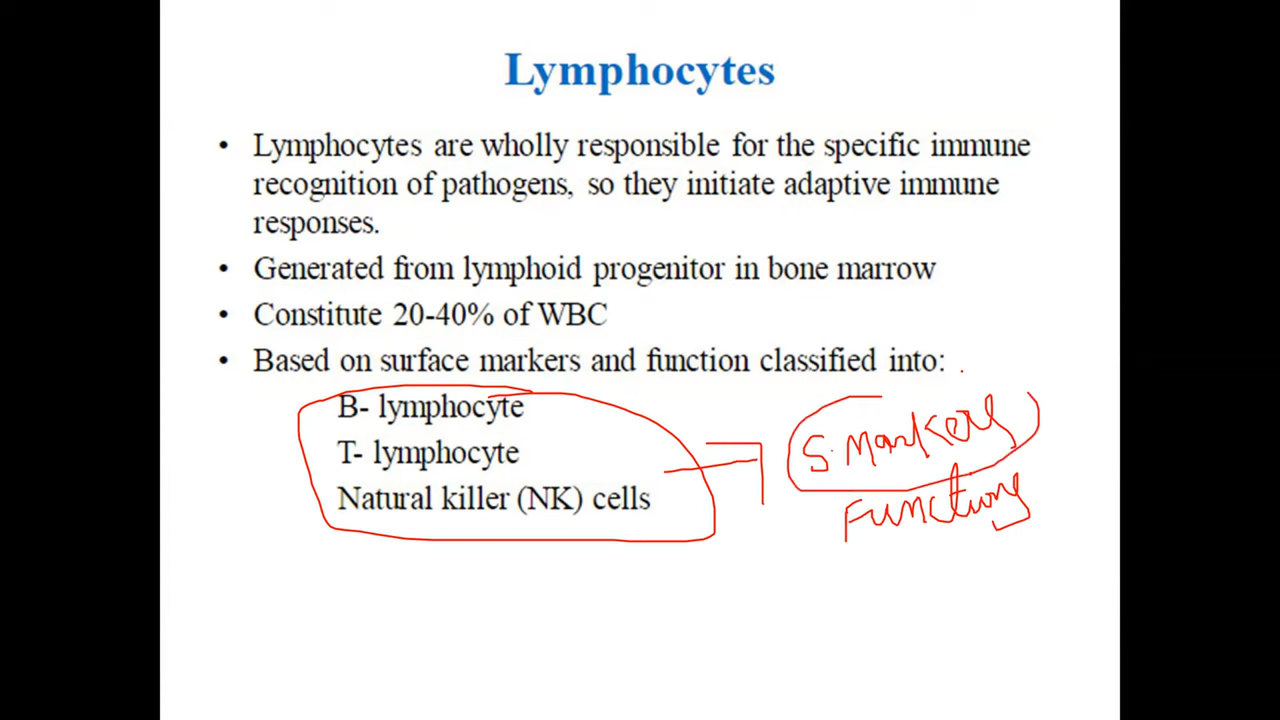 Lymphocytes
• Lymphocytes are wholly responsible for the specific immune
recognition of pathogens, so they initiate adaptive immune
responses.
• Generated from lymphoid progenitor in bone marrow
• Constitute 20-40% of WBC
• Based on surface markers and function classified into:
B- lymphocyte
T- lymphocyte
Natural killer (NK) cells
S. Markers
Functions